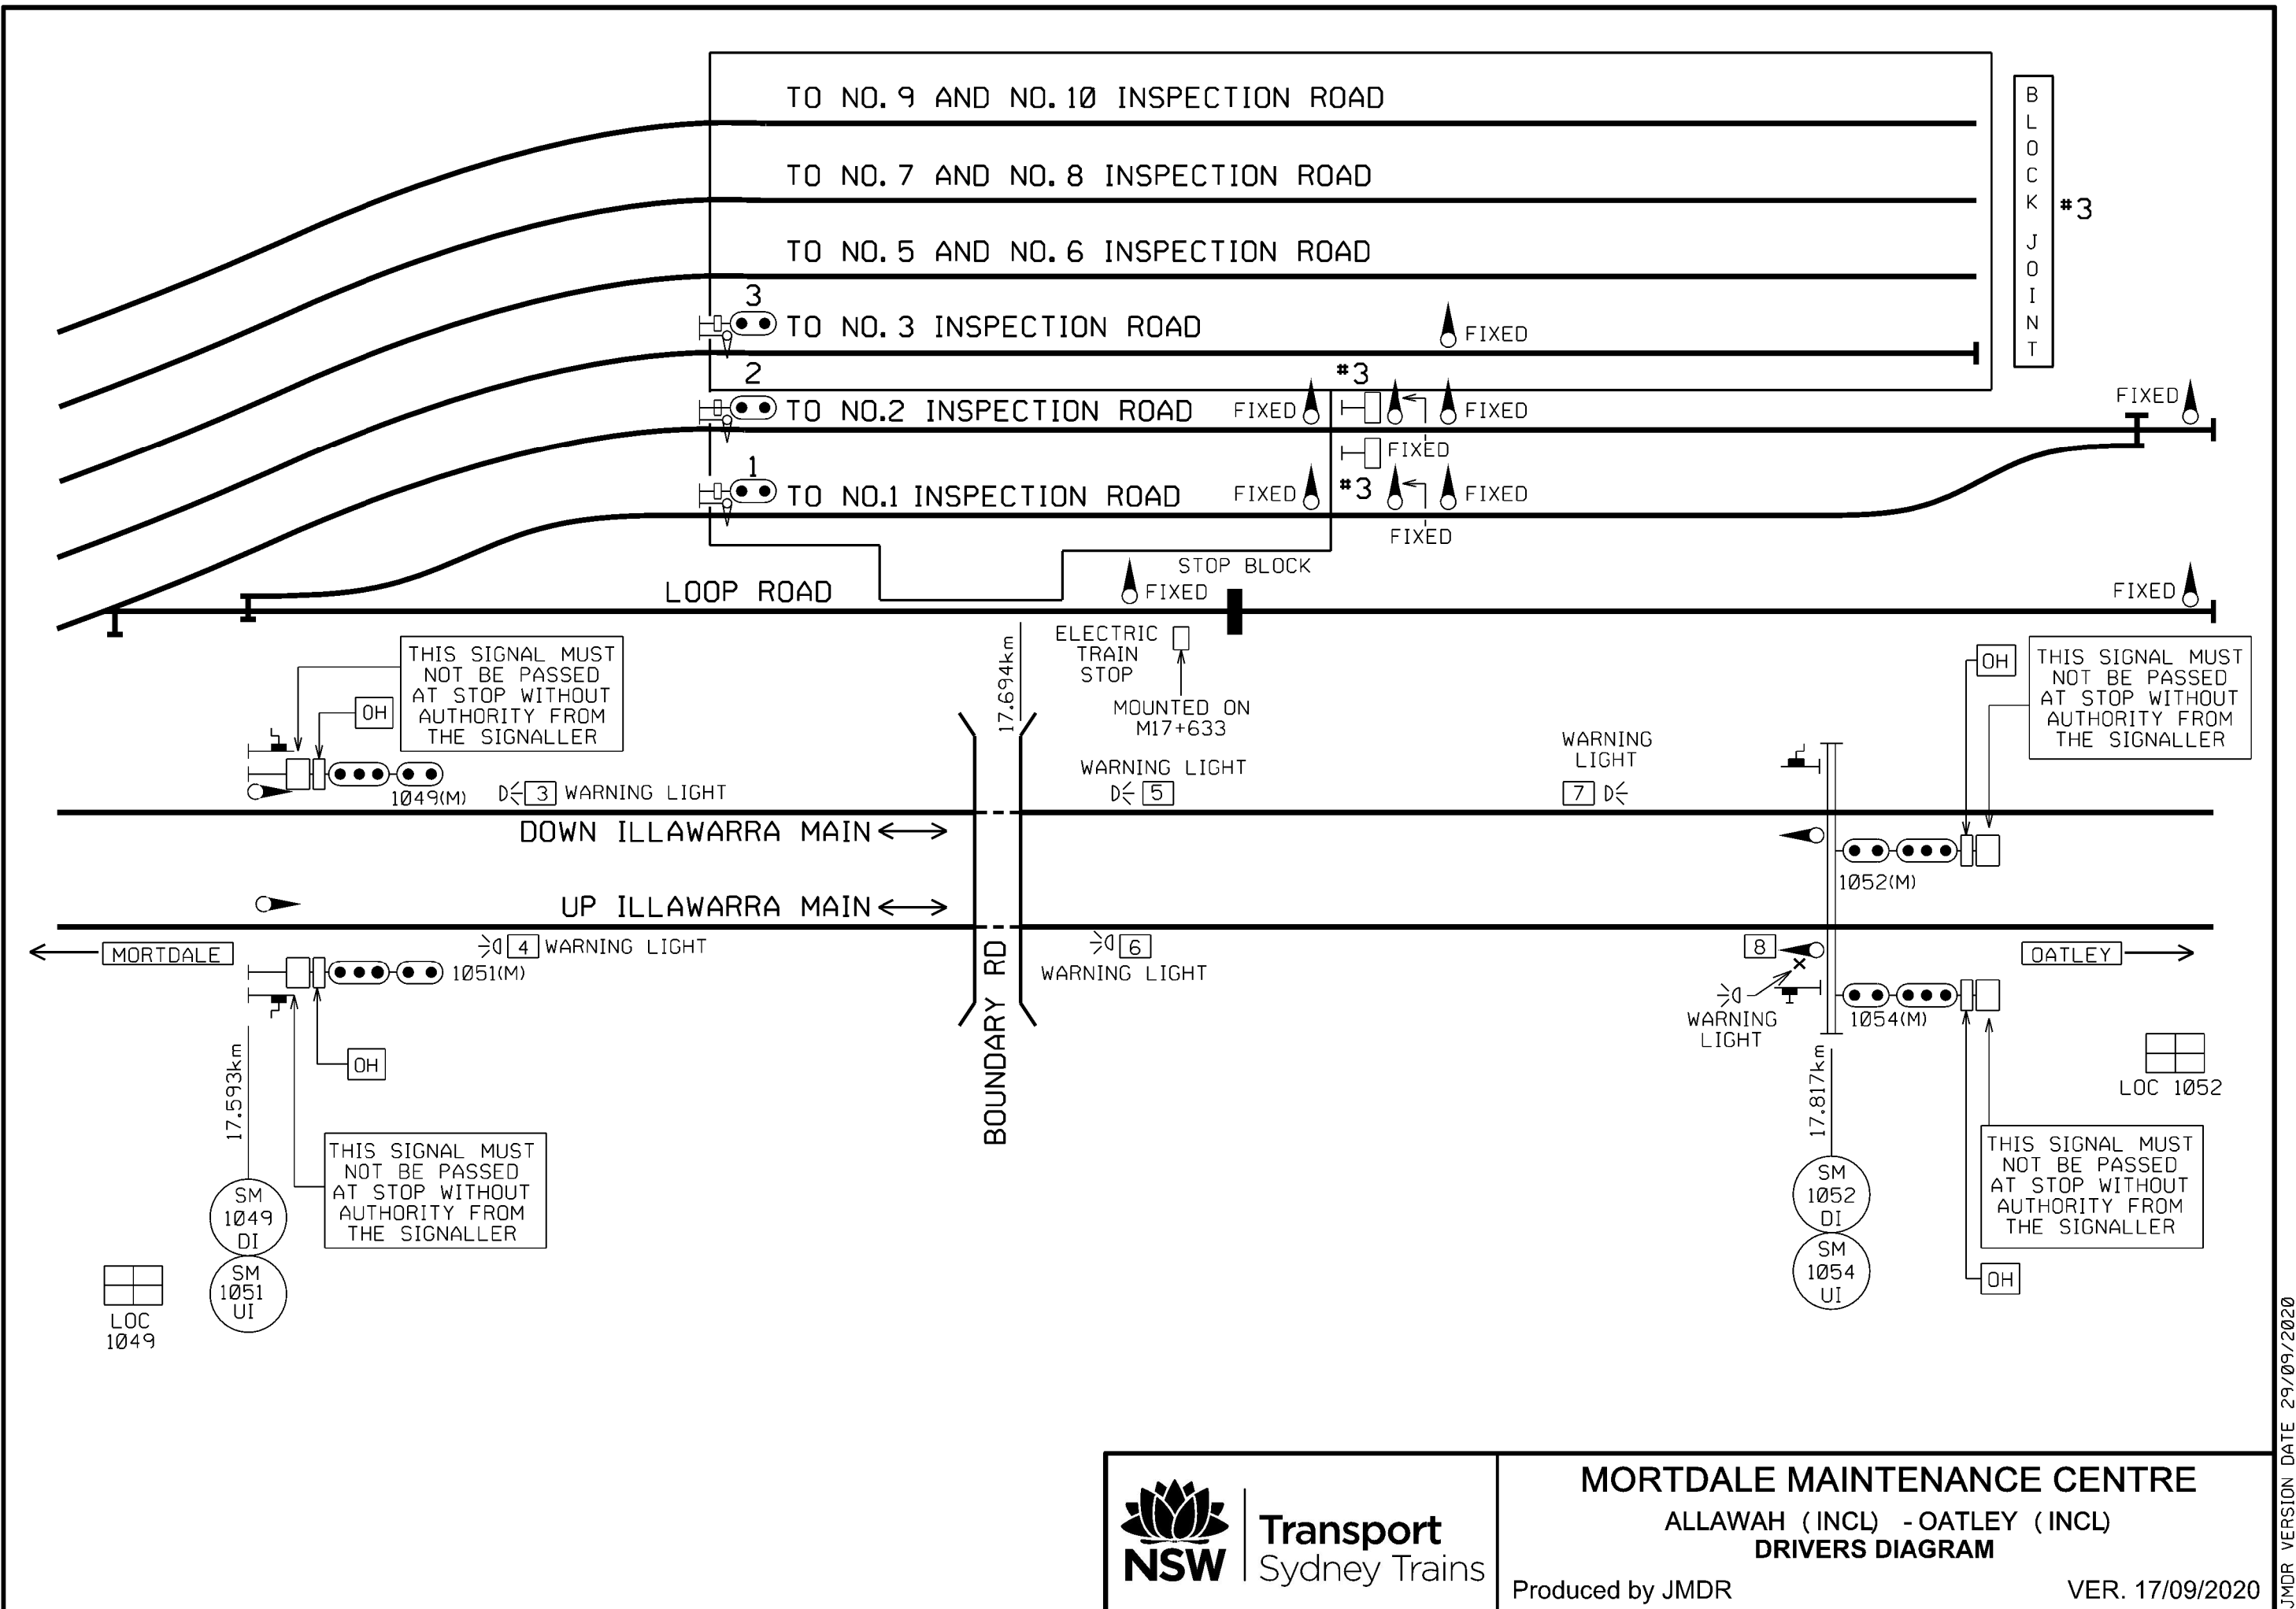 TO NO. 9 AND NO. 10 INSPECTION ROAD
TO NO. 7 AND NO. 8 INSPECTION ROAD
TO NO. 5 AND NO. 6 INSPECTION ROAD
BLOCK JOINT
#3
3
TO NO. 3 INSPECTION ROAD
FIXED
2
#3
TO NO.2 INSPECTION ROAD
FIXED
FIXED
FIXED
FIXED
1
TO NO.1 INSPECTION ROAD
FIXED
#3
FIXED
FIXED
STOP BLOCK
LOOP ROAD
FIXED
FIXED
THIS SIGNAL MUST
NOT BE PASSED
AT STOP WITHOUT
AUTHORITY FROM
THE SIGNALLER
OH
17.694km
ELECTRIC
TRAIN
STOP
MOUNTED ON
M17+633
OH
THIS SIGNAL MUST
NOT BE PASSED
AT STOP WITHOUT
AUTHORITY FROM
THE SIGNALLER
1049(M)
3 WARNING LIGHT
WARNING LIGHT
5
WARNING
LIGHT
7
DOWN ILLAWARRA MAIN
1052(M)
UP ILLAWARRA MAIN
MORTDALE
4 WARNING LIGHT
1051(M)
BOUNDARY RD
6
WARNING LIGHT
8
WARNING
LIGHT
1054(M)
OATLEY
LOC 1052
17.593km
OH
THIS SIGNAL MUST
NOT BE PASSED
AT STOP WITHOUT
AUTHORITY FROM
THE SIGNALLER
SM
1049
DI
SM
1051
UI
LOC
1049
17.817km
SM
1052
DI
SM
1054
UI
THIS SIGNAL MUST
NOT BE PASSED
AT STOP WITHOUT
AUTHORITY FROM
THE SIGNALLER
OH
NSW
Transport
Sydney Trains
MORTDALE MAINTENANCE CENTRE
ALLAWAH (INCL) - OATLEY (INCL)
DRIVERS DIAGRAM
Produced by JMDR
VER. 17/09/2020
JMDR VERSION DATE 29/09/2020